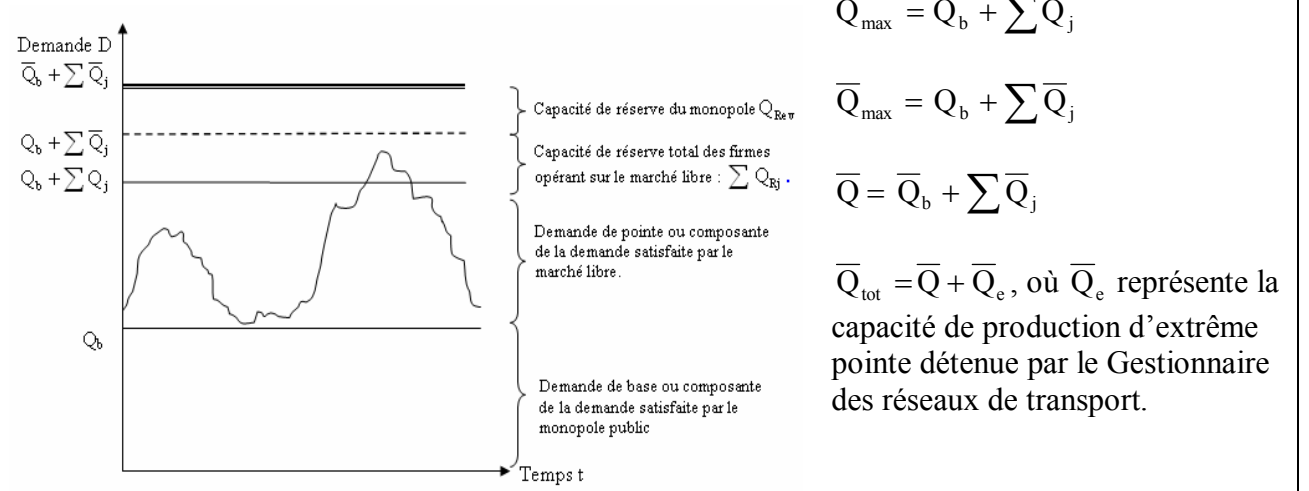 Demande D
Q̅b + ∑ Q̅j
Qb + ∑ Q̅j
Qb + ∑ Qj
Qb
Capacité de réserve du monopole QRev
Capacité de réserve total des firmes
opérant sur le marché libre : ∑ QRj .
Demande de pointe ou composante
de la demande satisfaite par le
marché libre.
Demande de base ou composante
de la demande satisfaite par le
monopole public
Temps t
Qmax = Qb + ∑ Qj
Q̅max = Qb + ∑ Q̅j
Q̅ = Q̅b + ∑ Q̅j
Q̅tot = Q̅ + Q̅e , où Q̅e représente la
capacité de production d’extrême
pointe détenue par le Gestionnaire
des réseaux de transport.